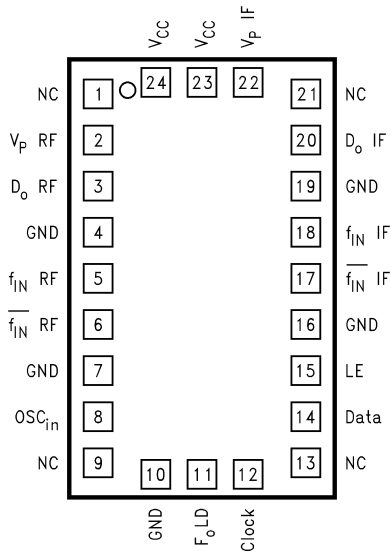 V_CC V_CC V_P IF
24 23 22
NC 1 21 NC
V_P RF 2 20 D_o IF
D_o RF 3 19 GND
GND 4 18 f_IN IF
f_IN RF 5 17 f̅_I̅N̅ IF
f̅_I̅N̅ RF 6 16 GND
GND 7 15 LE
OSC_in 8 14 Data
NC 9 13 NC
10 11 12
GND F_oLD Clock